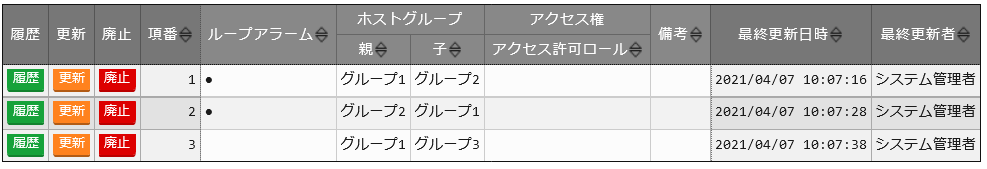 履歴 更新 廃止 項番 ループアラーム ホストグループ アクセス権 備考 最終更新日時 最終更新者
親 子 アクセス許可ロール
履歴 更新 廃止 1 ● グループ1 グループ2 2021/04/07 10:07:16 システム管理者
履歴 更新 廃止 2 ● グループ2 グループ1 2021/04/07 10:07:28 システム管理者
履歴 更新 廃止 3 グループ1 グループ3 2021/04/07 10:07:38 システム管理者